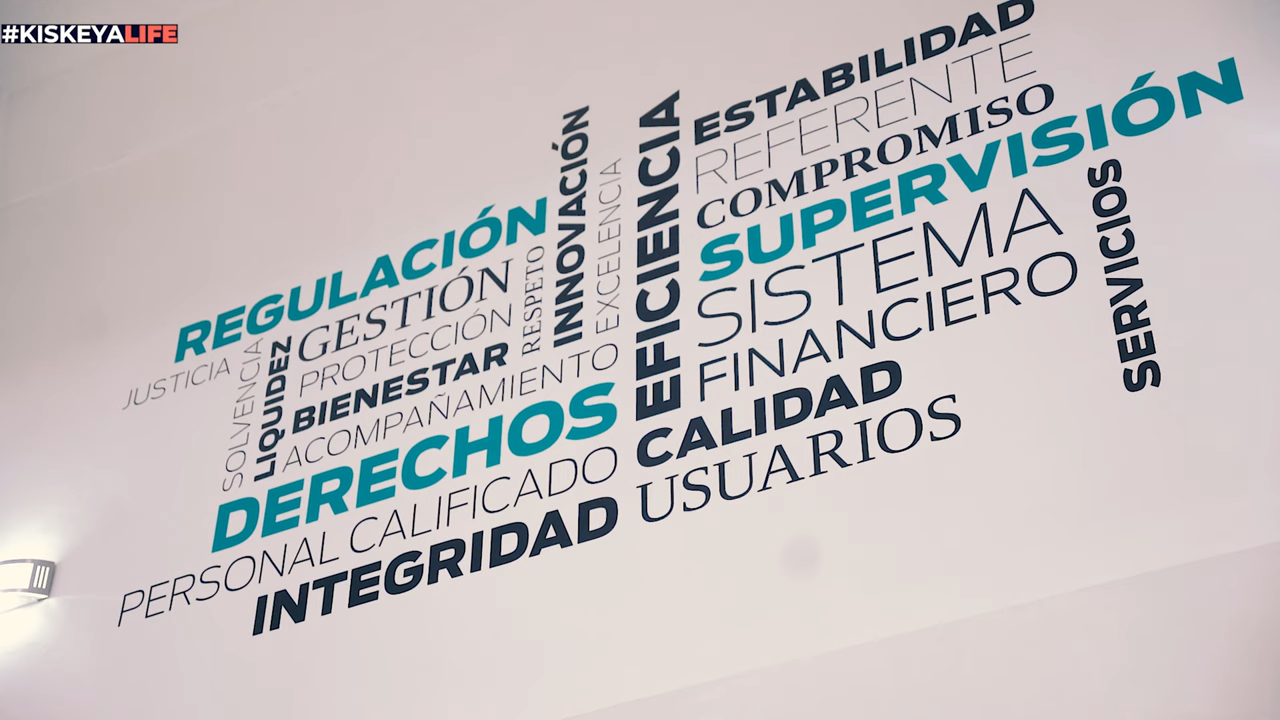 #KISKEYALIFE
ESTABILIDAD
REFERENTE
COMPROMISO
SUPERVISIÓN
SISTEMA
FINANCIERO
SERVICIOS
EFICIENCIA
INNOVACIÓN
EXCELENCIA
REGULACIÓN
GESTIÓN
RESPETO
JUSTICIA
SOLVENCIA
LIQUIDEZ
PROTECCIÓN
BIENESTAR
ACOMPAÑAMIENTO
DERECHOS
CALIDAD
PERSONAL CALIFICADO
USUARIOS
INTEGRIDAD